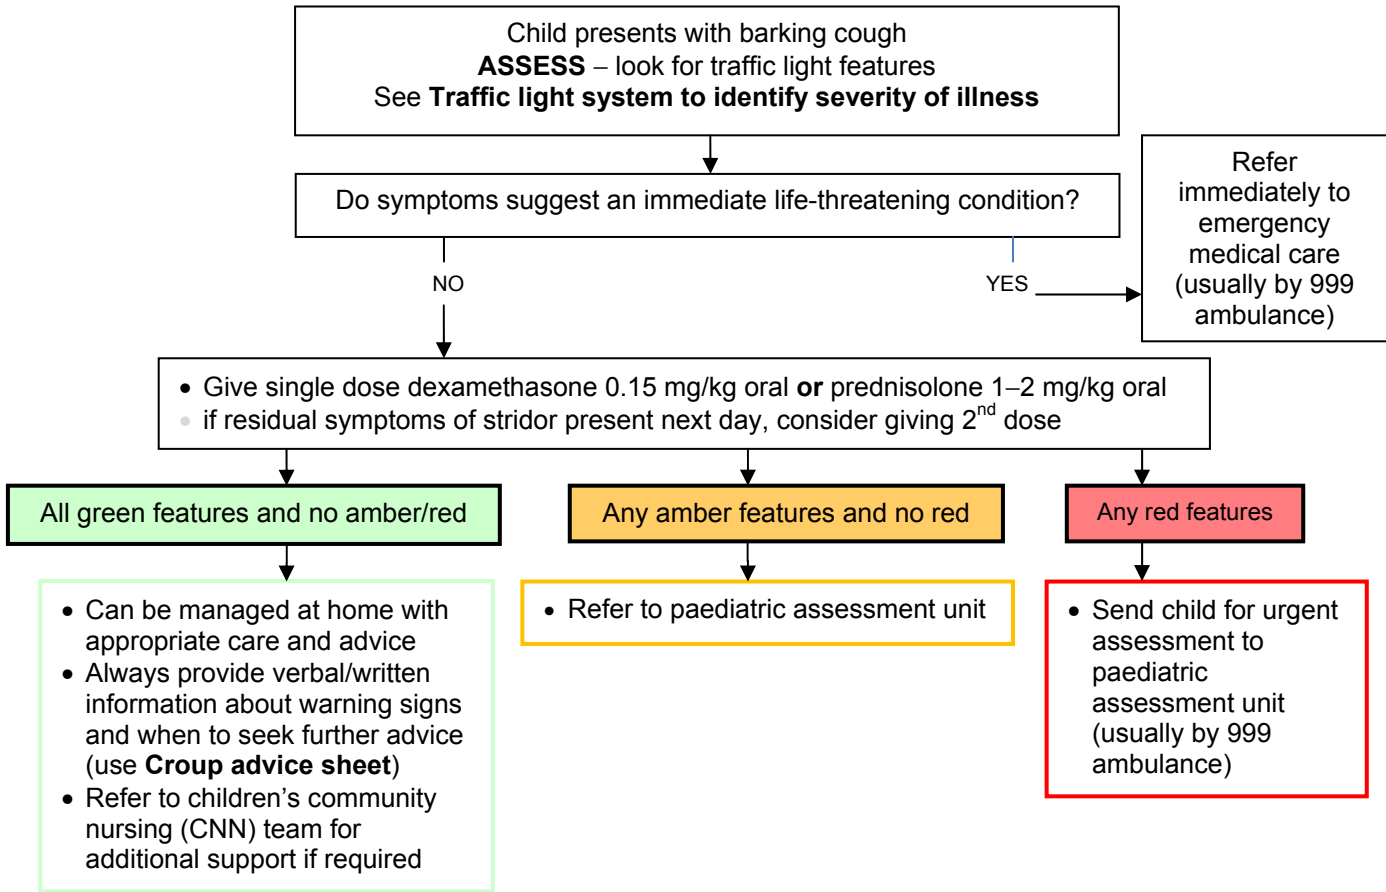 Child presents with barking cough
ASSESS – look for traffic light features
See Traffic light system to identify severity of illness
Do symptoms suggest an immediate life-threatening condition?
Refer
immediately to
emergency
medical care
(usually by 999
ambulance)
NO
YES
• Give single dose dexamethasone 0.15 mg/kg oral or prednisolone 1–2 mg/kg oral
• if residual symptoms of stridor present next day, consider giving 2nd dose
All green features and no amber/red
Any amber features and no red
Any red features
• Can be managed at home with
appropriate care and advice
• Always provide verbal/written
information about warning signs
and when to seek further advice
(use Croup advice sheet)
• Refer to children’s community
nursing (CNN) team for
additional support if required
• Refer to paediatric assessment unit
• Send child for urgent
assessment to
paediatric
assessment unit
(usually by 999
ambulance)